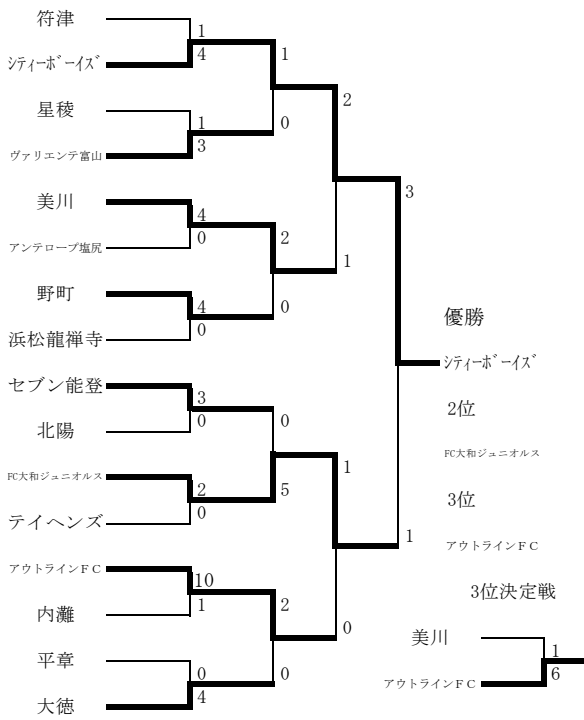 符津
1
シティーボーイズ
4
1
星稜
1
0
ヴァリエンテ富山
3
2
美川
4
2
アンテロープ塩尻
0
1
野町
4
0
浜松龍禅寺
0
3
セブン能登
3
0
北陽
0
1
FC大和ジュニオルス
2
5
テイヘンズ
0
アウトラインＦＣ
10
2
内灘
1
0
平章
0
0
大徳
4
1
優勝
シティーボーイズ
2位
FC大和ジュニオルス
3位
アウトラインＦＣ
3位決定戦
美川
1
アウトラインＦＣ
6